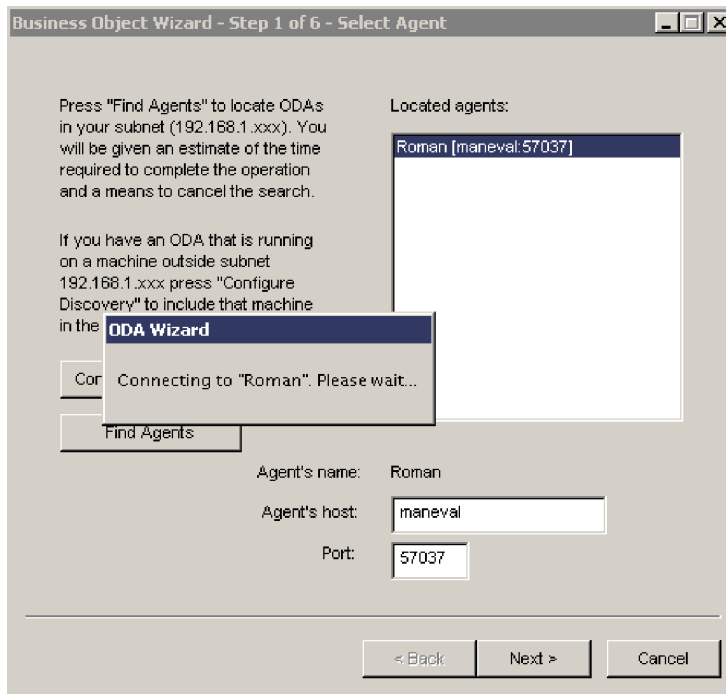 Business Object Wizard - Step 1 of 6 - Select Agent
Press "Find Agents" to locate ODAs
in your subnet (192.168.1.xxx). You
will be given an estimate of the time
required to complete the operation
and a means to cancel the search.
If you have an ODA that is running
on a machine outside subnet
192.168.1.xxx press "Configure
Discovery" to include that machine
in the
Located agents:
Roman [maneval:57037]
ODA Wizard
Connecting to "Roman". Please wait...
Find Agents
Agent's name: Roman
Agent's host: maneval
Port: 57037
< Back
Next >
Cancel